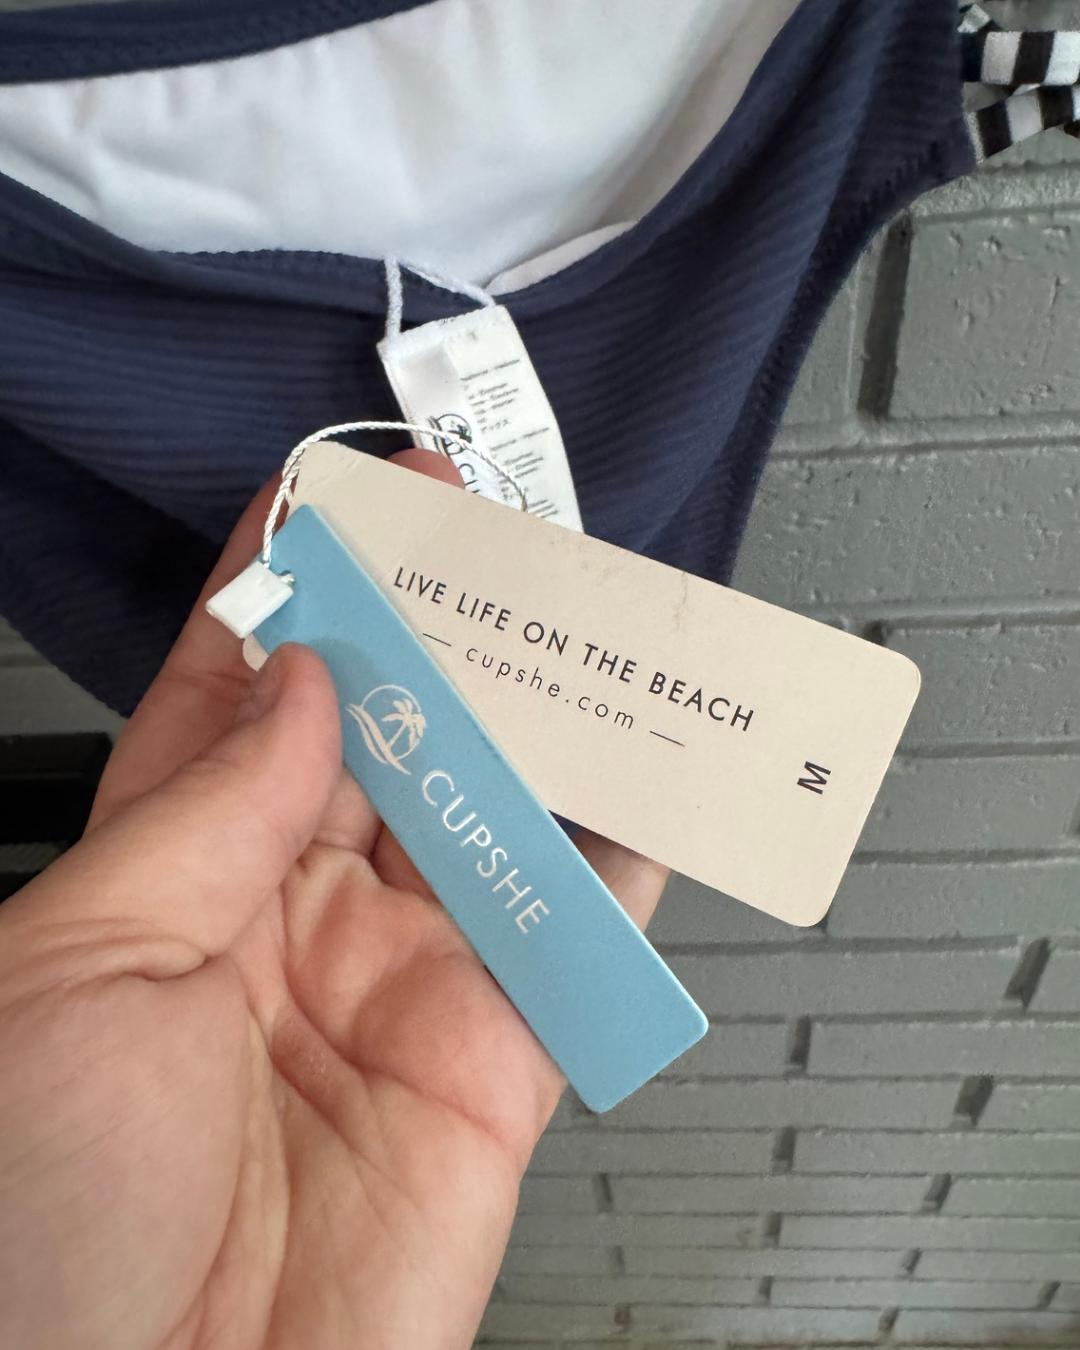 LIVE LIFE ON THE BEACH
— cupshe.com —
M
CUPSHE